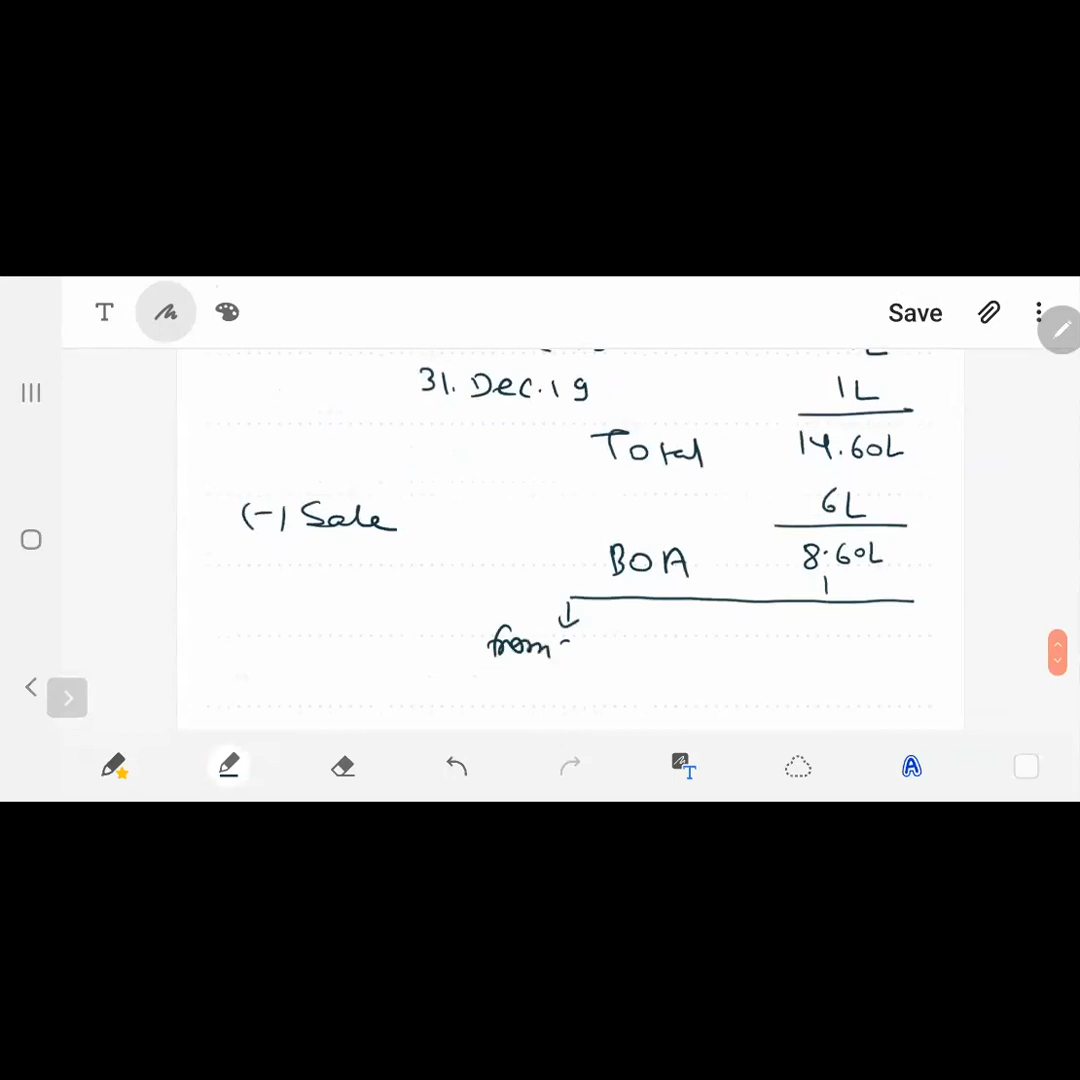 T Save
31. Dec. 19 1L
Total 14.60L
(-) Sale 6L
BOA 8.60L
from :-
T
A